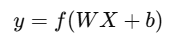 y = f(WX + b)